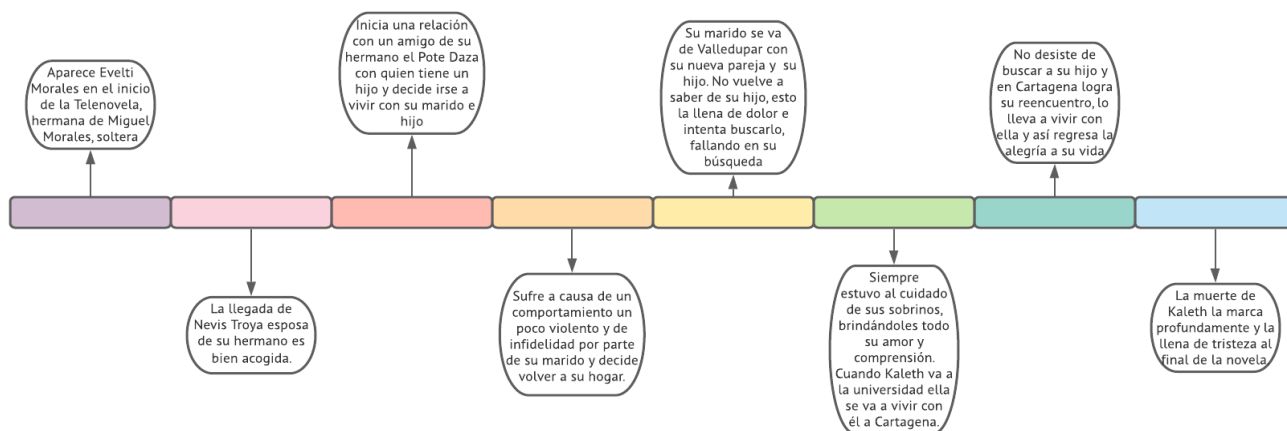 Aparece Evelti
Morales en el inicio
de la Telenovela,
hermana de Miguel
Morales, soltera
La llegada de
Nevis Troya esposa
de su hermano es
bien acogida.
Inicia una relación
con un amigo de su
hermano el Pote Daza
con quien tiene un
hijo y decide irse a
vivir con su marido e
hijo
Sufre a causa de un
comportamiento un
poco violento y de
infidelidad por parte
de su marido y decide
volver a su hogar.
Su marido se va
de Valledupar con
su nueva pareja y su
hijo. No vuelve a
saber de su hijo, esto
la llena de dolor e
intenta buscarlo,
fallando en su
búsqueda
Siempre
estuvo al cuidado
de sus sobrinos,
brindándoles todo
su amor y
comprensión.
Cuando Kaleth va a
la universidad ella
se va a vivir con
él a Cartagena.
No desiste de
buscar a su hijo y
en Cartagena logra
su reencuentro, lo
lleva a vivir con
ella y así regresa la
alegría a su vida
La muerte de
Kaleth la marca
profundamente y la
llena de tristeza al
final de la novela.